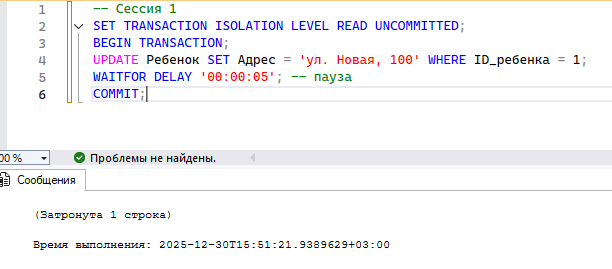 1 -- Сессия 1
2 SET TRANSACTION ISOLATION LEVEL READ UNCOMMITTED;
3 BEGIN TRANSACTION;
4 UPDATE Ребенок SET Адрес = 'ул. Новая, 100' WHERE ID_ребенка = 1;
5 WAITFOR DELAY '00:00:05'; -- пауза
6 COMMIT;
00 % Проблемы не найдены.
Сообщения
(Затронута 1 строка)
Время выполнения: 2025-12-30T15:51:21.9389629+03:00